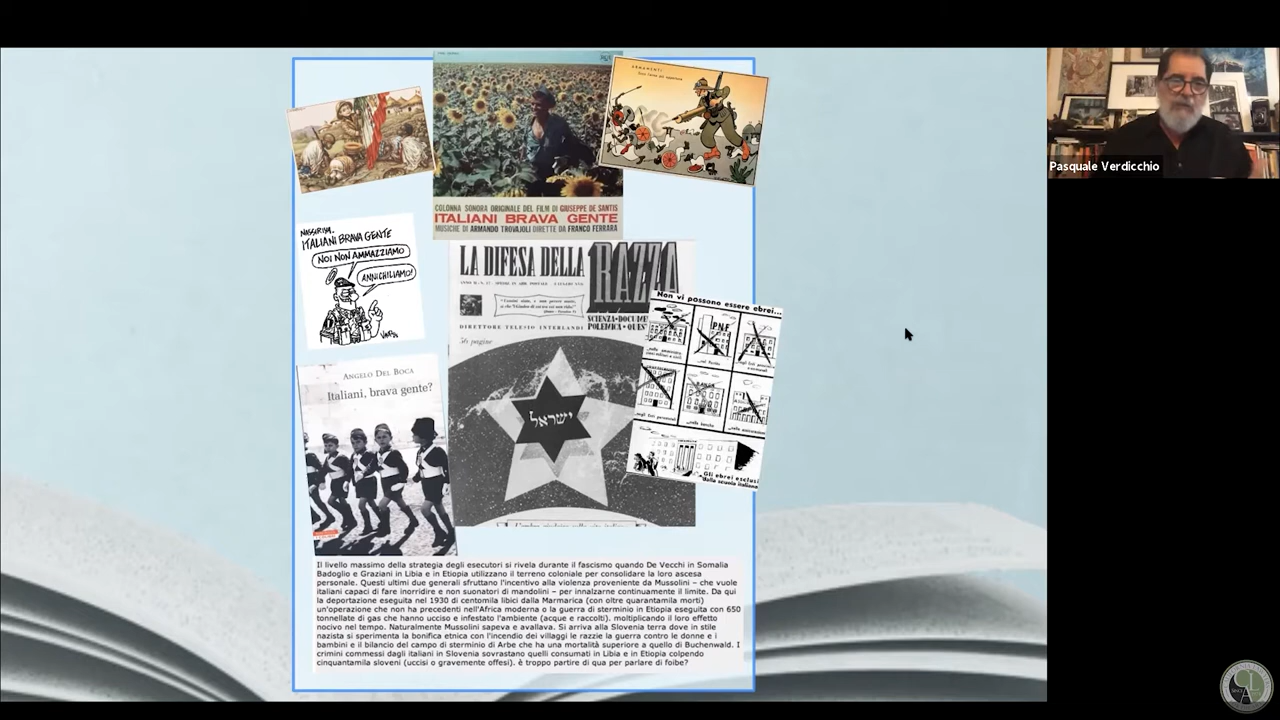 Pasquale Verdicchio
ARMAMENTI
COLONNA SONORA ORIGINALE DEL FILM DI GIUSEPPE DE SANTIS
ITALIANI BRAVA GENTE
MUSICHE DI ARMANDO TROVAJOLI DIRETTE DA FRANCO FERRARA
NASSIRIYA.
ITALIANI BRAVA GENTE
NOI NON AMMAZZIAMO
ANNICHILIAMO!
LA DIFESA DELLA RAZZA
SCIENZA·DOCUM
POLEMICA·QUES
DIRETTORE TELESIO INTERLANDI
36 pagine
ישראל
Non vi possono essere ebrei...
PNF
BANCA
...nelle banche
Gli ebrei esclusi
dalla scuola italiana
ANGELO DEL BOCA
Italiani, brava gente?
Il livello massimo della strategia degli esecutori si rivela durante il fascismo quando De Vecchi in Somalia
Badoglio e Graziani in Libia e in Etiopia utilizzano il terreno coloniale per consolidare la loro ascesa
personale. Questi ultimi due generali sfruttano l'incentivo alla violenza proveniente da Mussolini – che vuole
italiani capaci di fare inorridire e non suonatori di mandolini – per innalzarne continuamente il limite. Da qui
la deportazione eseguita nel 1930 di centomila libici dalla Marmarica (con oltre quarantamila morti)
un'operazione che non ha precedenti nell'Africa moderna o la guerra di sterminio in Etiopia eseguita con 650
tonnellate di gas che hanno ucciso e infestato l'ambiente (acque e raccolti). moltiplicando il loro effetto
nocivo nel tempo. Naturalmente Mussolini sapeva e avallava. Si arriva alla Slovenia terra dove in stile
nazista si sperimenta la bonifica etnica con l'incendio dei villaggi le razzie la guerra contro le donne e i
bambini e il bilancio del campo di sterminio di Arbe che ha una mortalità superiore a quello di Buchenwald. I
crimini commessi dagli italiani in Slovenia sovrastano quelli consumati in Libia e in Etiopia colpendo
cinquantamila sloveni (uccisi o gravemente offesi). è troppo partire di qua per parlare di foibe?